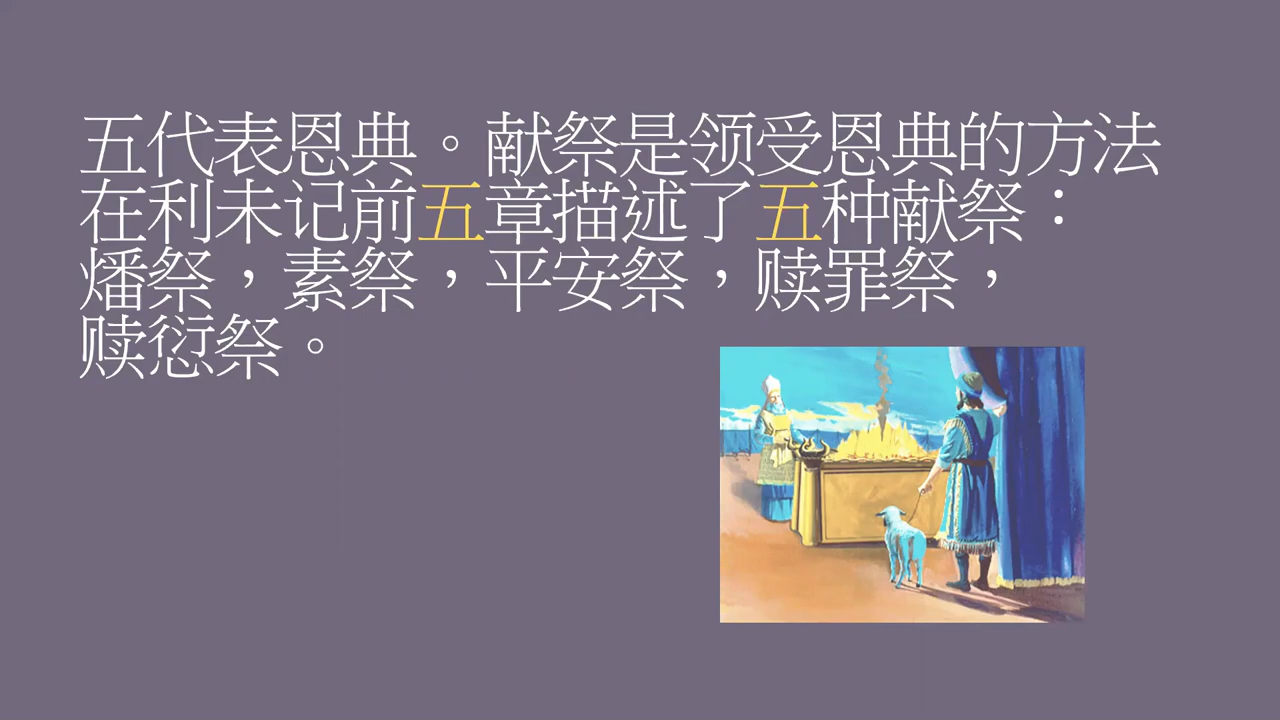 五代表恩典。献祭是领受恩典的方法
在利未记前五章描述了五种献祭：
燔祭，素祭，平安祭，赎罪祭，
赎愆祭。